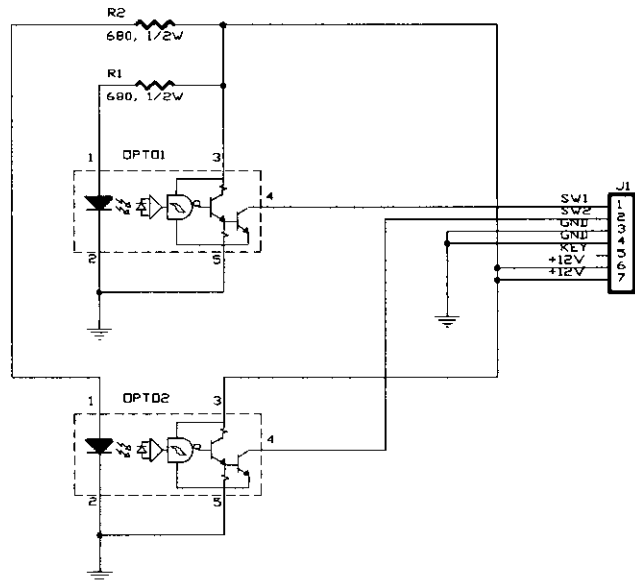 R2
680, 1/2W
R1
680, 1/2W
1
OPTO1
3
4
2
5
J1
SW1
1
SW2
2
GND
3
GND
4
KEY
5
+12V
6
+12V
7
1
OPTO2
3
4
2
5